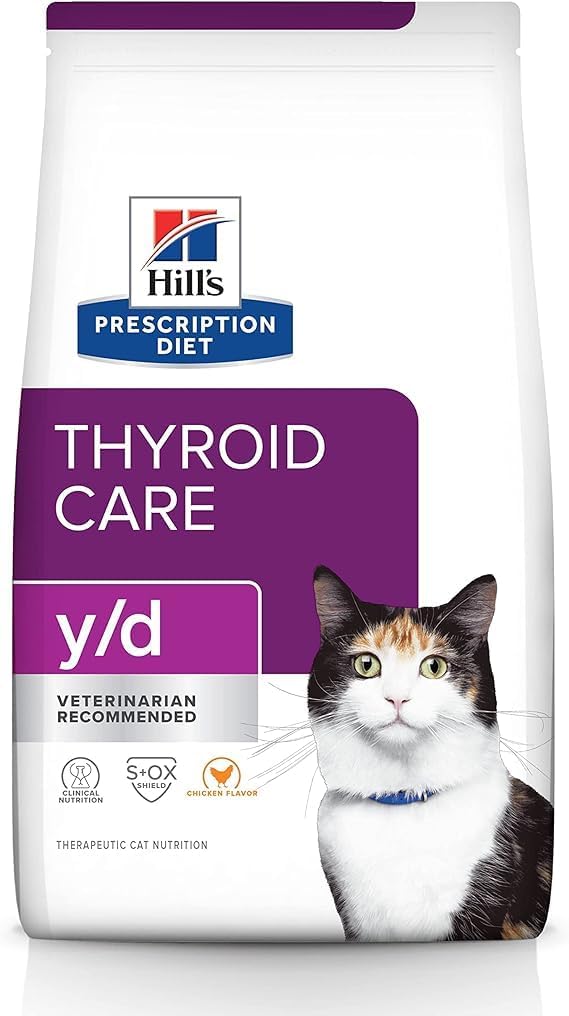 Hill's
PRESCRIPTION
DIET
THYROID
CARE
y/d
VETERINARIAN
RECOMMENDED
CLINICAL
NUTRITION
S+OX
SHIELD
CHICKEN FLAVOR
THERAPEUTIC CAT NUTRITION